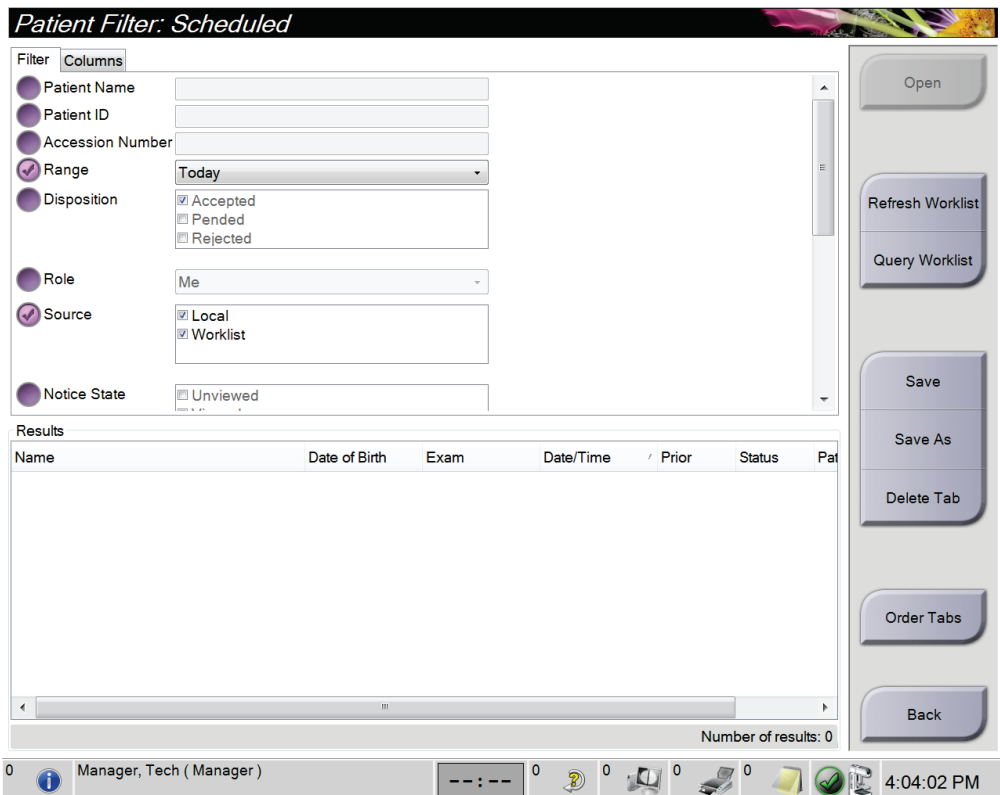 Patient Filter: Scheduled
Filter Columns
Patient Name
Patient ID
Accession Number
Range Today
Disposition Accepted
Pended
Rejected
Role Me
Source Local
Worklist
Notice State Unviewed
Results
Name Date of Birth Exam Date/Time Prior Status Pat
Number of results: 0
Open
Refresh Worklist
Query Worklist
Save
Save As
Delete Tab
Order Tabs
Back
0 Manager, Tech ( Manager ) --:-- 0 0 0 0 4:04:02 PM